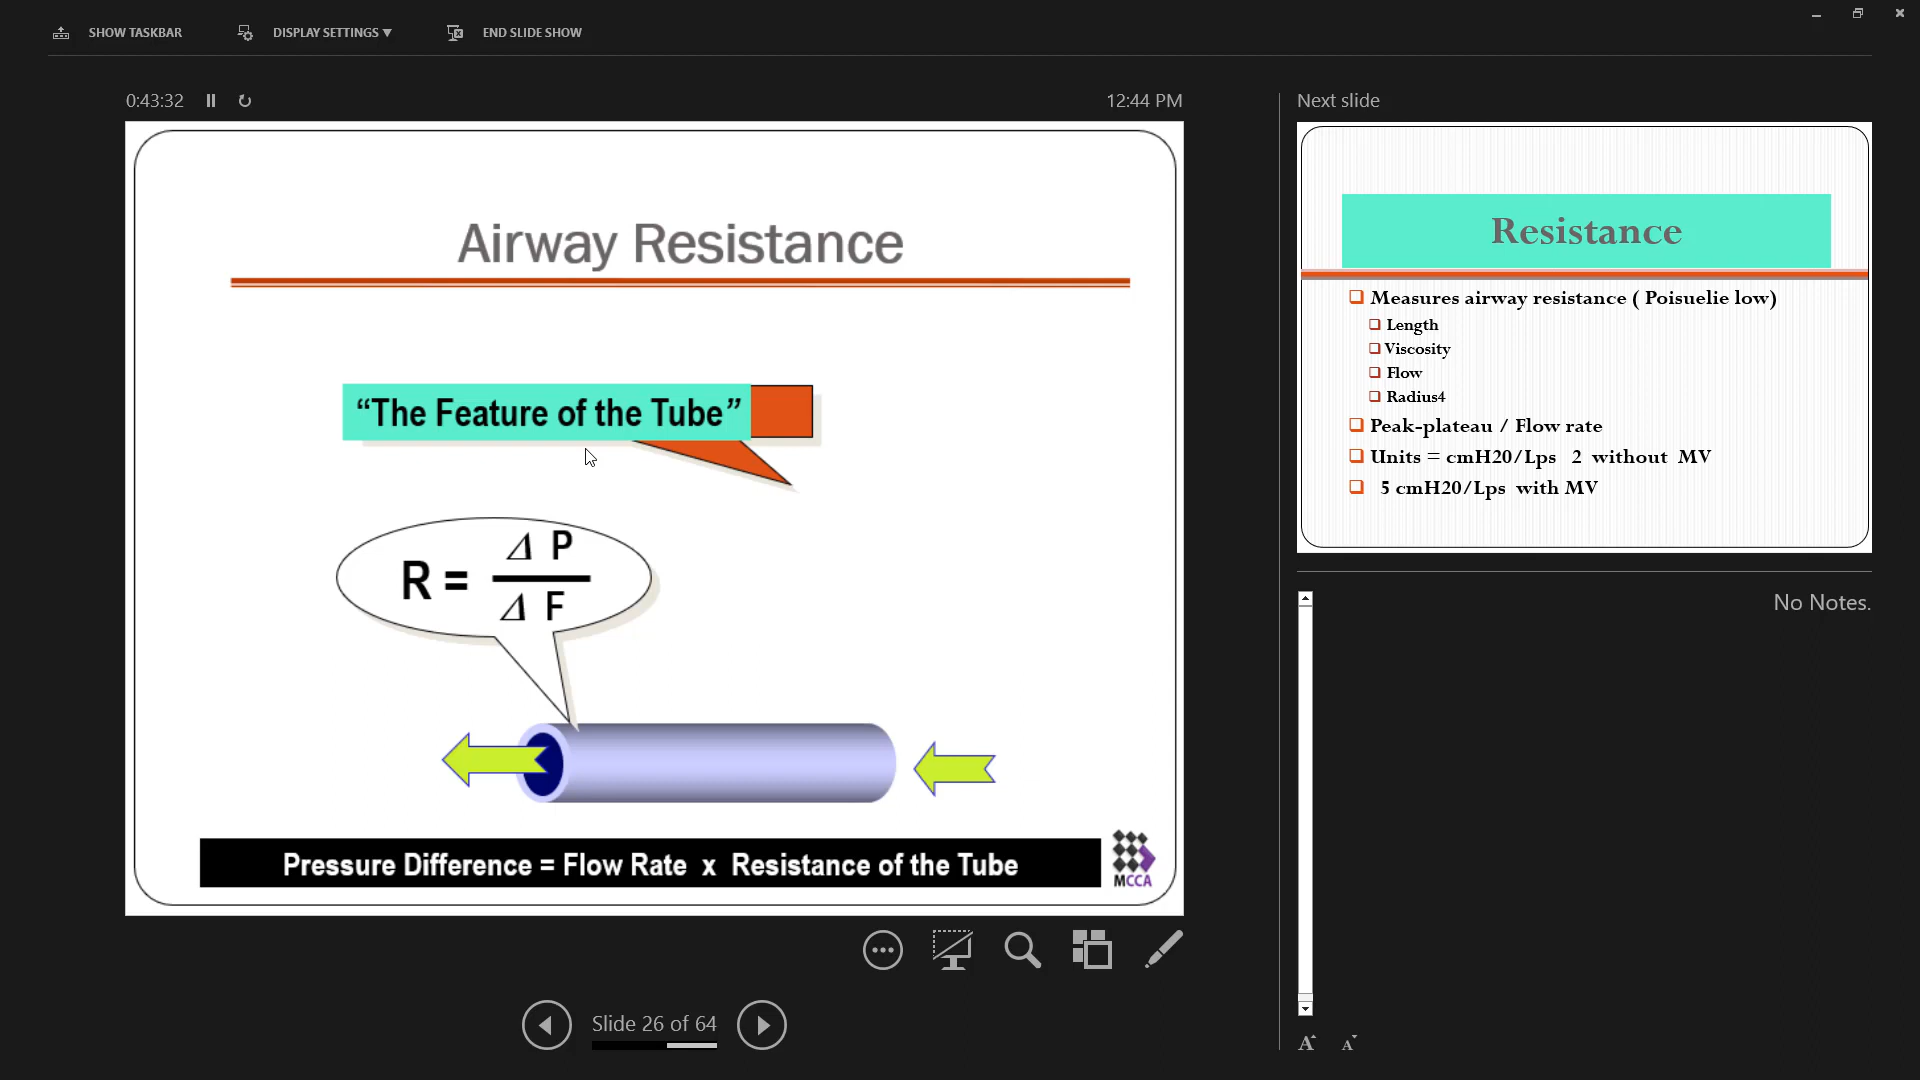 SHOW TASKBAR
DISPLAY SETTINGS ▼
END SLIDE SHOW
0:43:32
12:44 PM
Airway Resistance
“The Feature of the Tube”
R = Δ P / Δ F
Pressure Difference = Flow Rate x Resistance of the Tube
MCCA
Slide 26 of 64
Next slide
Resistance
Measures airway resistance ( Poisuelie low)
Length
Viscosity
Flow
Radius4
Peak-plateau / Flow rate
Units = cmH20/Lps 2 without MV
5 cmH20/Lps with MV
No Notes.
A A